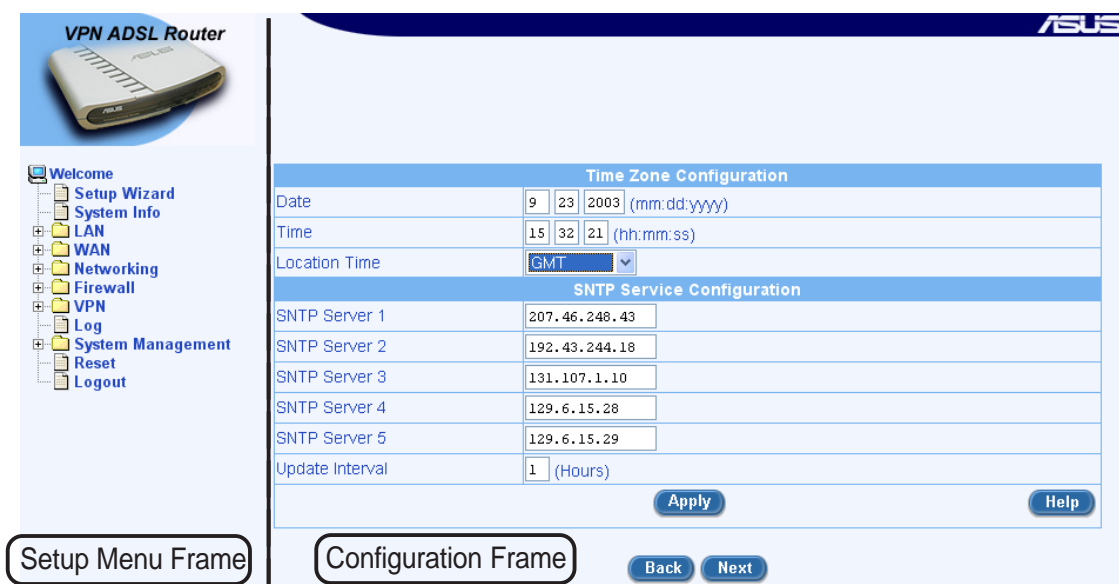 VPN ADSL Router
ASUS
ASUS
ASUS
Welcome
Setup Wizard
System Info
LAN
WAN
Networking
Firewall
VPN
Log
System Management
Reset
Logout
Time Zone Configuration
Date 9 23 2003 (mm:dd:yyyy)
Time 15 32 21 (hh:mm:ss)
Location Time GMT
SNTP Service Configuration
SNTP Server 1 207.46.248.43
SNTP Server 2 192.43.244.18
SNTP Server 3 131.107.1.10
SNTP Server 4 129.6.15.28
SNTP Server 5 129.6.15.29
Update Interval 1 (Hours)
Apply Help
Setup Menu Frame Configuration Frame
Back Next